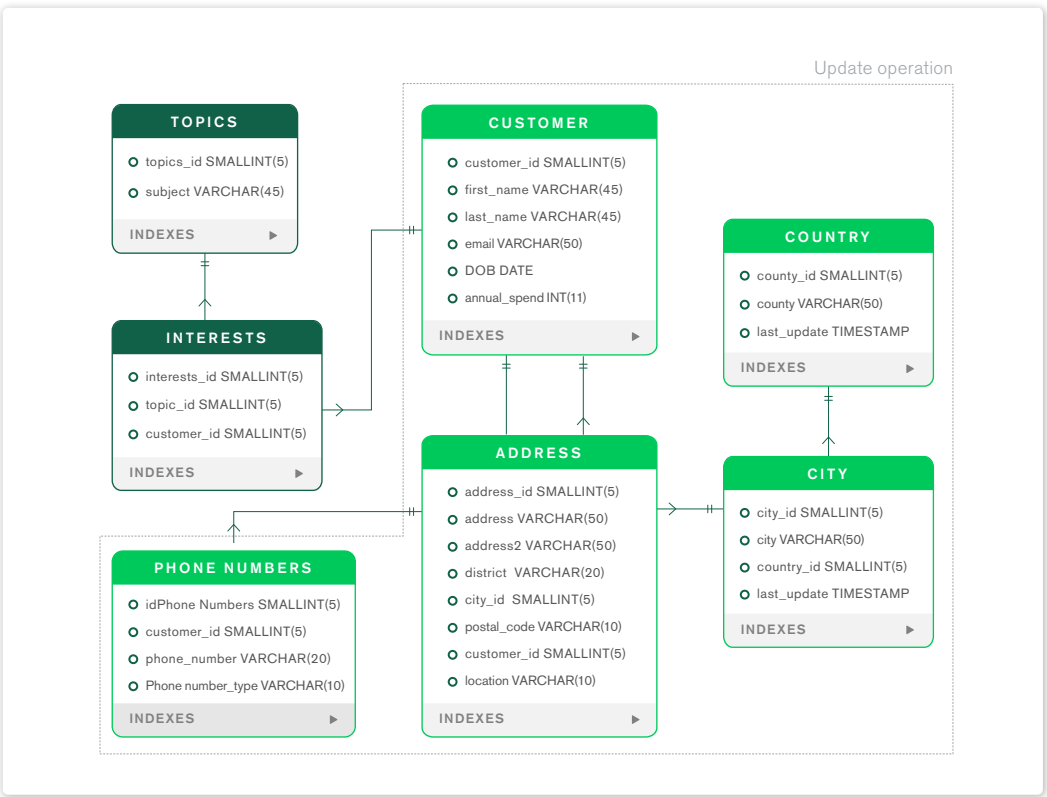 Update operation
TOPICS
topics_id SMALLINT(5)
subject VARCHAR(45)
INDEXES
CUSTOMER
customer_id SMALLINT(5)
first_name VARCHAR(45)
last_name VARCHAR(45)
email VARCHAR(50)
DOB DATE
annual_spend INT(11)
INDEXES
COUNTRY
county_id SMALLINT(5)
county VARCHAR(50)
last_update TIMESTAMP
INDEXES
INTERESTS
interests_id SMALLINT(5)
topic_id SMALLINT(5)
customer_id SMALLINT(5)
INDEXES
ADDRESS
address_id SMALLINT(5)
address VARCHAR(50)
address2 VARCHAR(50)
district VARCHAR(20)
city_id SMALLINT(5)
postal_code VARCHAR(10)
customer_id SMALLINT(5)
location VARCHAR(10)
INDEXES
CITY
city_id SMALLINT(5)
city VARCHAR(50)
country_id SMALLINT(5)
last_update TIMESTAMP
INDEXES
PHONE NUMBERS
idPhone Numbers SMALLINT(5)
customer_id SMALLINT(5)
phone_number VARCHAR(20)
Phone number_type VARCHAR(10)
INDEXES